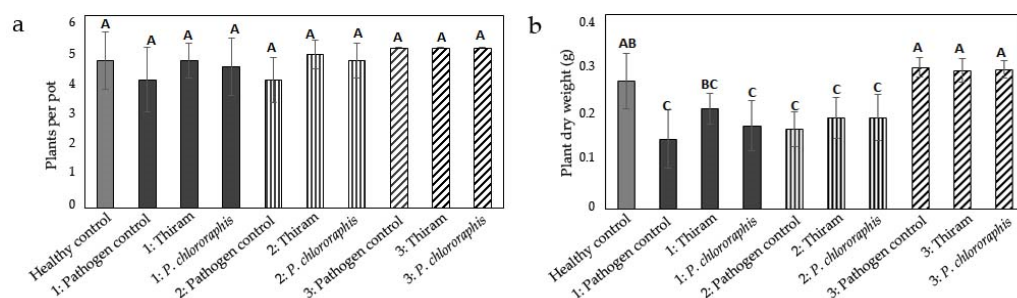 a
Plants per pot
6
5
4
3
2
1
0
A A A A A A A A A A
Healthy control
1: Pathogen control
1: Thiram
1: P. chlororaphis
2: Pathogen control
2: Thiram
2: P. chlororaphis
3: Pathogen control
3: Thiram
3: P. chlororaphis
b
Plant dry weight (g)
0.4
0.3
0.2
0.1
0
AB C BC C C C C A A A
Healthy control
1: Pathogen control
1: Thiram
1: P. chlororaphis
2: Pathogen control
2: Thiram
2: P. chlororaphis
3: Pathogen control
3: Thiram
3: P. chlororaphis